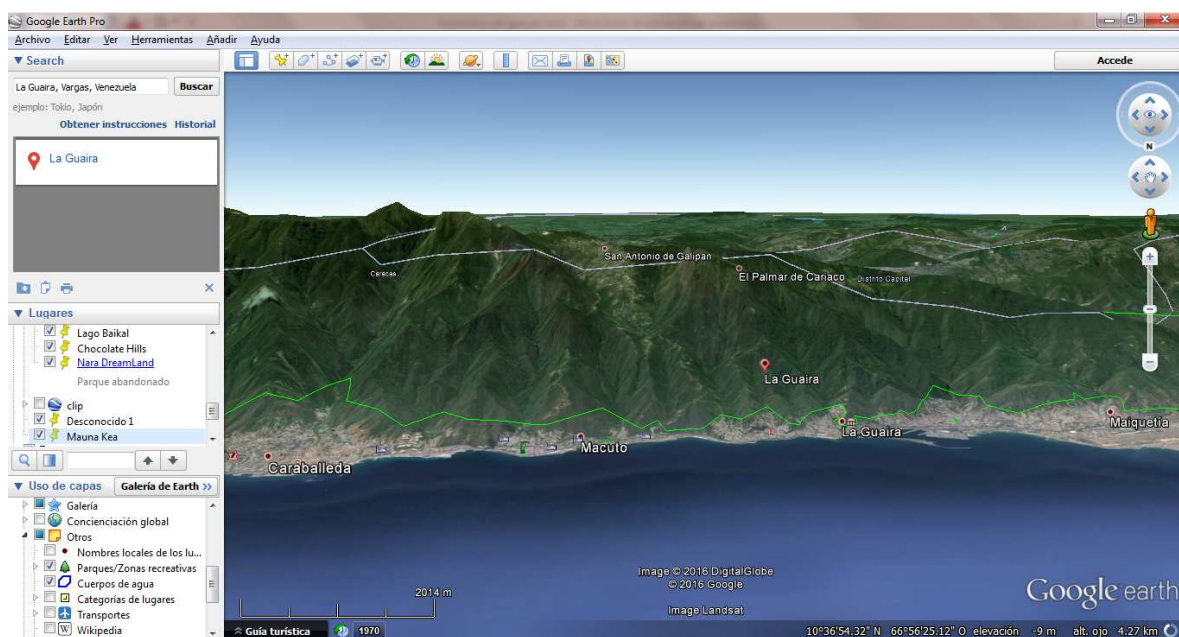 Google Earth Pro
Archivo Editar Ver Herramientas Añadir Ayuda
Search
La Guaira, Vargas, Venezuela
Buscar
ejemplo: Tokio, Japón
Obtener instrucciones Historial
La Guaira
Lugares
Lago Baikal
Chocolate Hills
Nara DreamLand
Parque abandonado
clip
Desconocido 1
Mauna Kea
Uso de capas
Galería de Earth >>
Galería
Concienciación global
Otros
Nombres locales de los lu...
Parques/Zonas recreativas
Cuerpos de agua
Categorías de lugares
Transportes
W Wikipedia
Accede
N
San Antonio de Galipan
El Palmar de Cariaco
Caracas
Distrito Capital
La Guaira
La Guaira
Maiquetía
Macuto
Caraballeda
Image © 2016 DigitalGlobe
© 2016 Google
2014 m
Image Landsat
Google earth
Guía turística
1970
10°36'54.32" N 66°56'25.12" O elevación -9 m alt. ojo 4.27 km